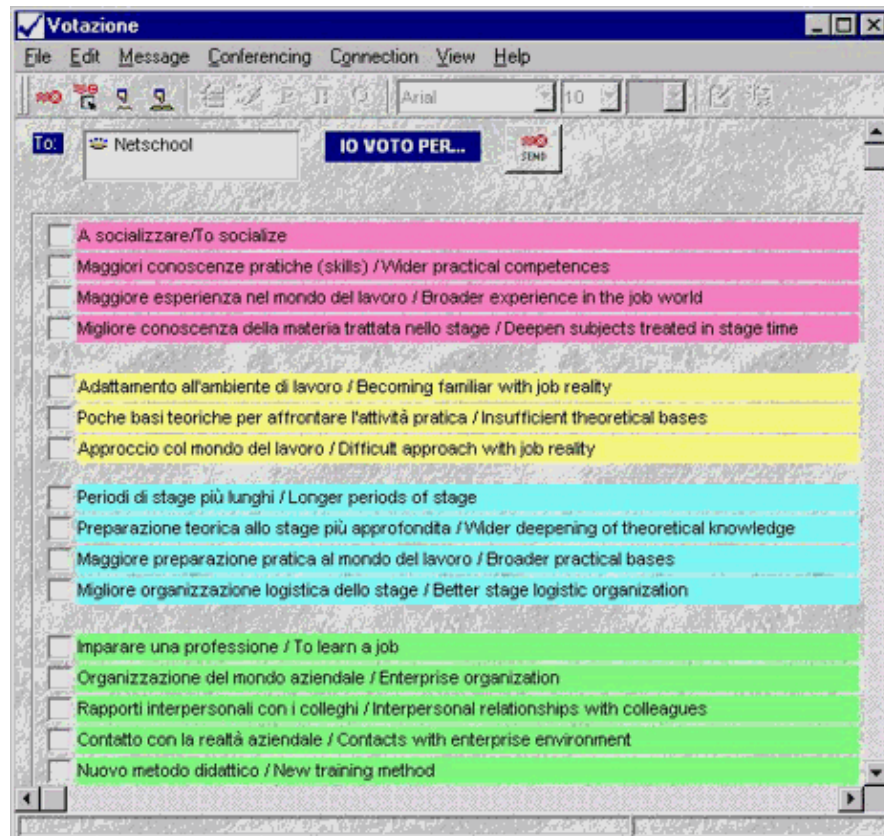 Votazione
File Edit Message Conferencing Connection View Help
Arial 10
To: Netschool IO VOTO PER... SEND
A socializzare/To socialize
Maggiori conoscenze pratiche (skills) / Wider practical competences
Maggiore esperienza nel mondo del lavoro / Broader experience in the job world
Migliore conoscenza della materia trattata nello stage / Deepen subjects treated in stage time
Adattamento all'ambiente di lavoro / Becoming familiar with job reality
Poche basi teoriche per affrontare l'attività pratica / Insufficient theoretical bases
Approccio col mondo del lavoro / Difficult approach with job reality
Periodi di stage più lunghi / Longer periods of stage
Preparazione teorica allo stage più approfondita / Wider deepening of theoretical knowledge
Maggiore preparazione pratica al mondo del lavoro / Broader practical bases
Migliore organizzazione logistica dello stage / Better stage logistic organization
Imparare una professione / To learn a job
Organizzazione del mondo aziendale / Enterprise organization
Rapporti interpersonali con i colleghi / Interpersonal relationships with colleagues
Contatto con la realtà aziendale / Contacts with enterprise environment
Nuovo metodo didattico / New training method